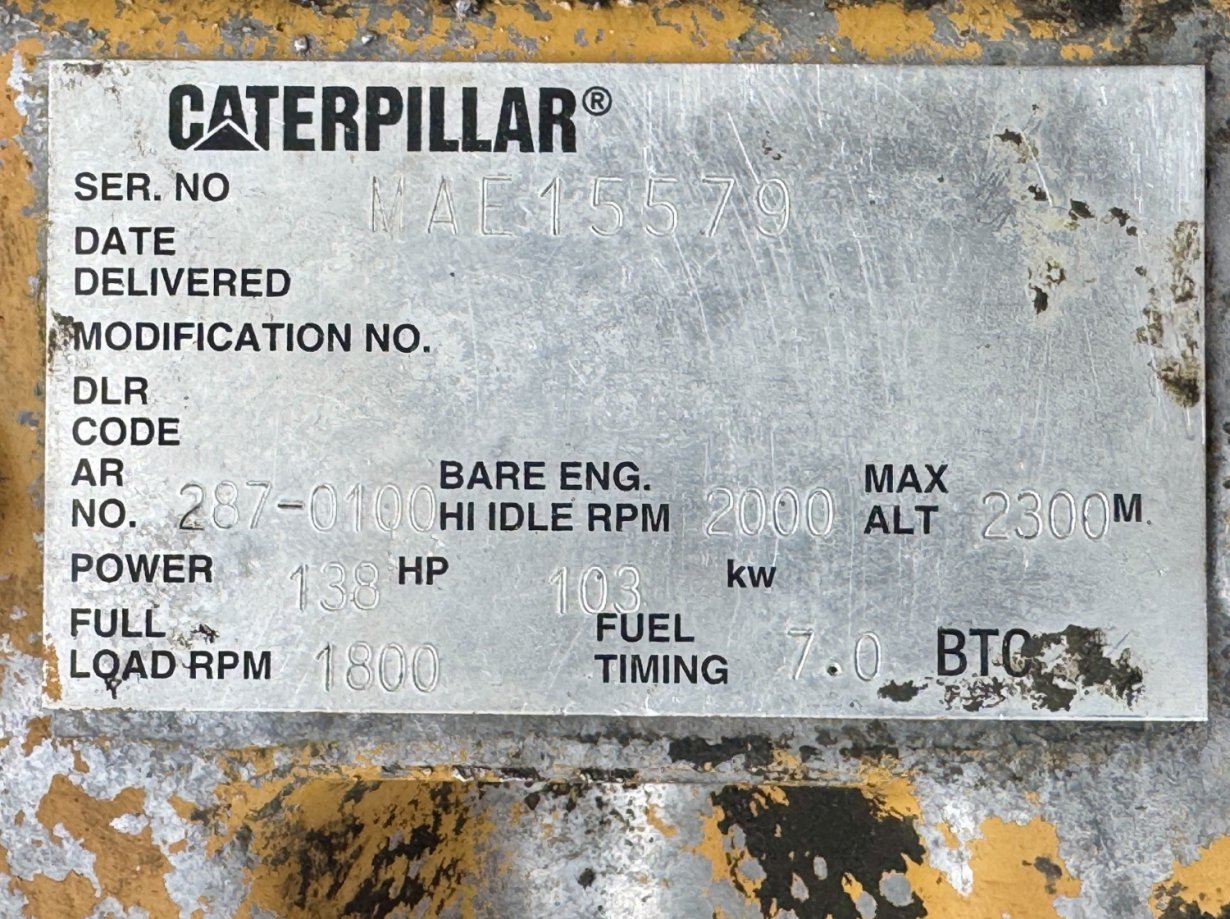 CATERPILLAR®
SER. NO MAE15579
DATE
DELIVERED
MODIFICATION NO.
DLR
CODE
AR
NO. 287-0100 BARE ENG.
HI IDLE RPM 2000 MAX
ALT 2300 M.
POWER 138 HP 103 kw
FULL
LOAD RPM 1800 FUEL
TIMING 7.0 BTC